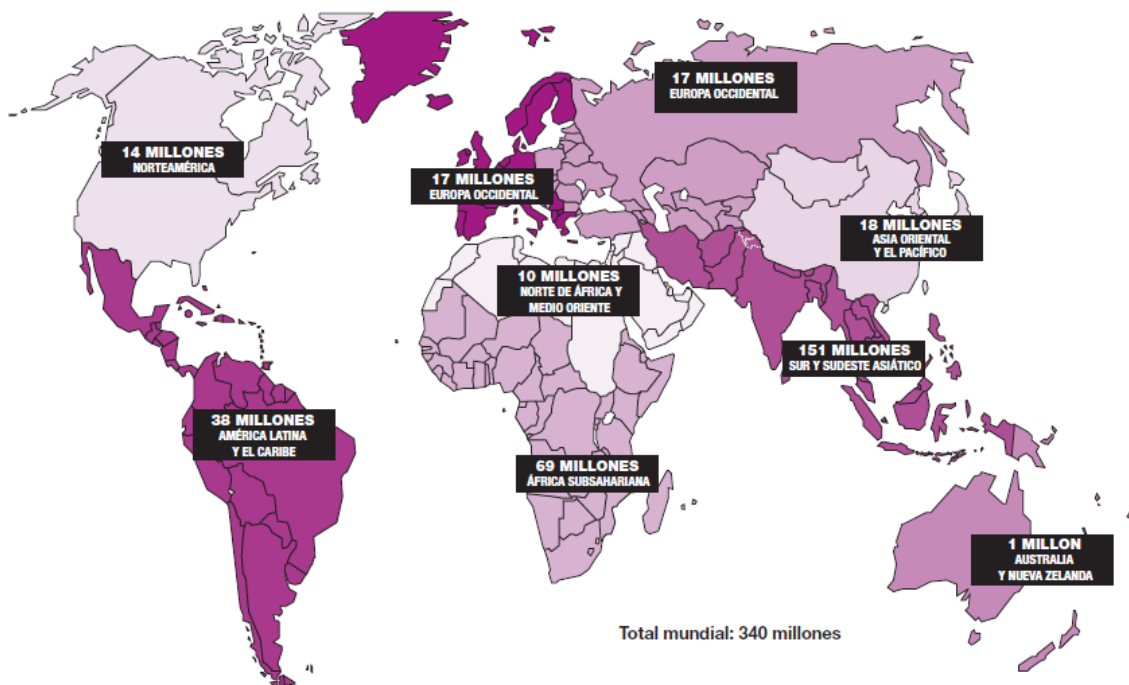 17 MILLONES
EUROPA OCCIDENTAL
14 MILLONES
NORTEAMÉRICA
17 MILLONES
EUROPA OCCIDENTAL
18 MILLONES
ASIA ORIENTAL
Y EL PACÍFICO
10 MILLONES
NORTE DE ÁFRICA Y
MEDIO ORIENTE
151 MILLONES
SUR Y SUDESTE ASIÁTICO
38 MILLONES
AMÉRICA LATINA
Y EL CARIBE
69 MILLONES
ÁFRICA SUBSAHARIANA
1 MILLON
AUSTRALIA
Y NUEVA ZELANDA
Total mundial: 340 millones